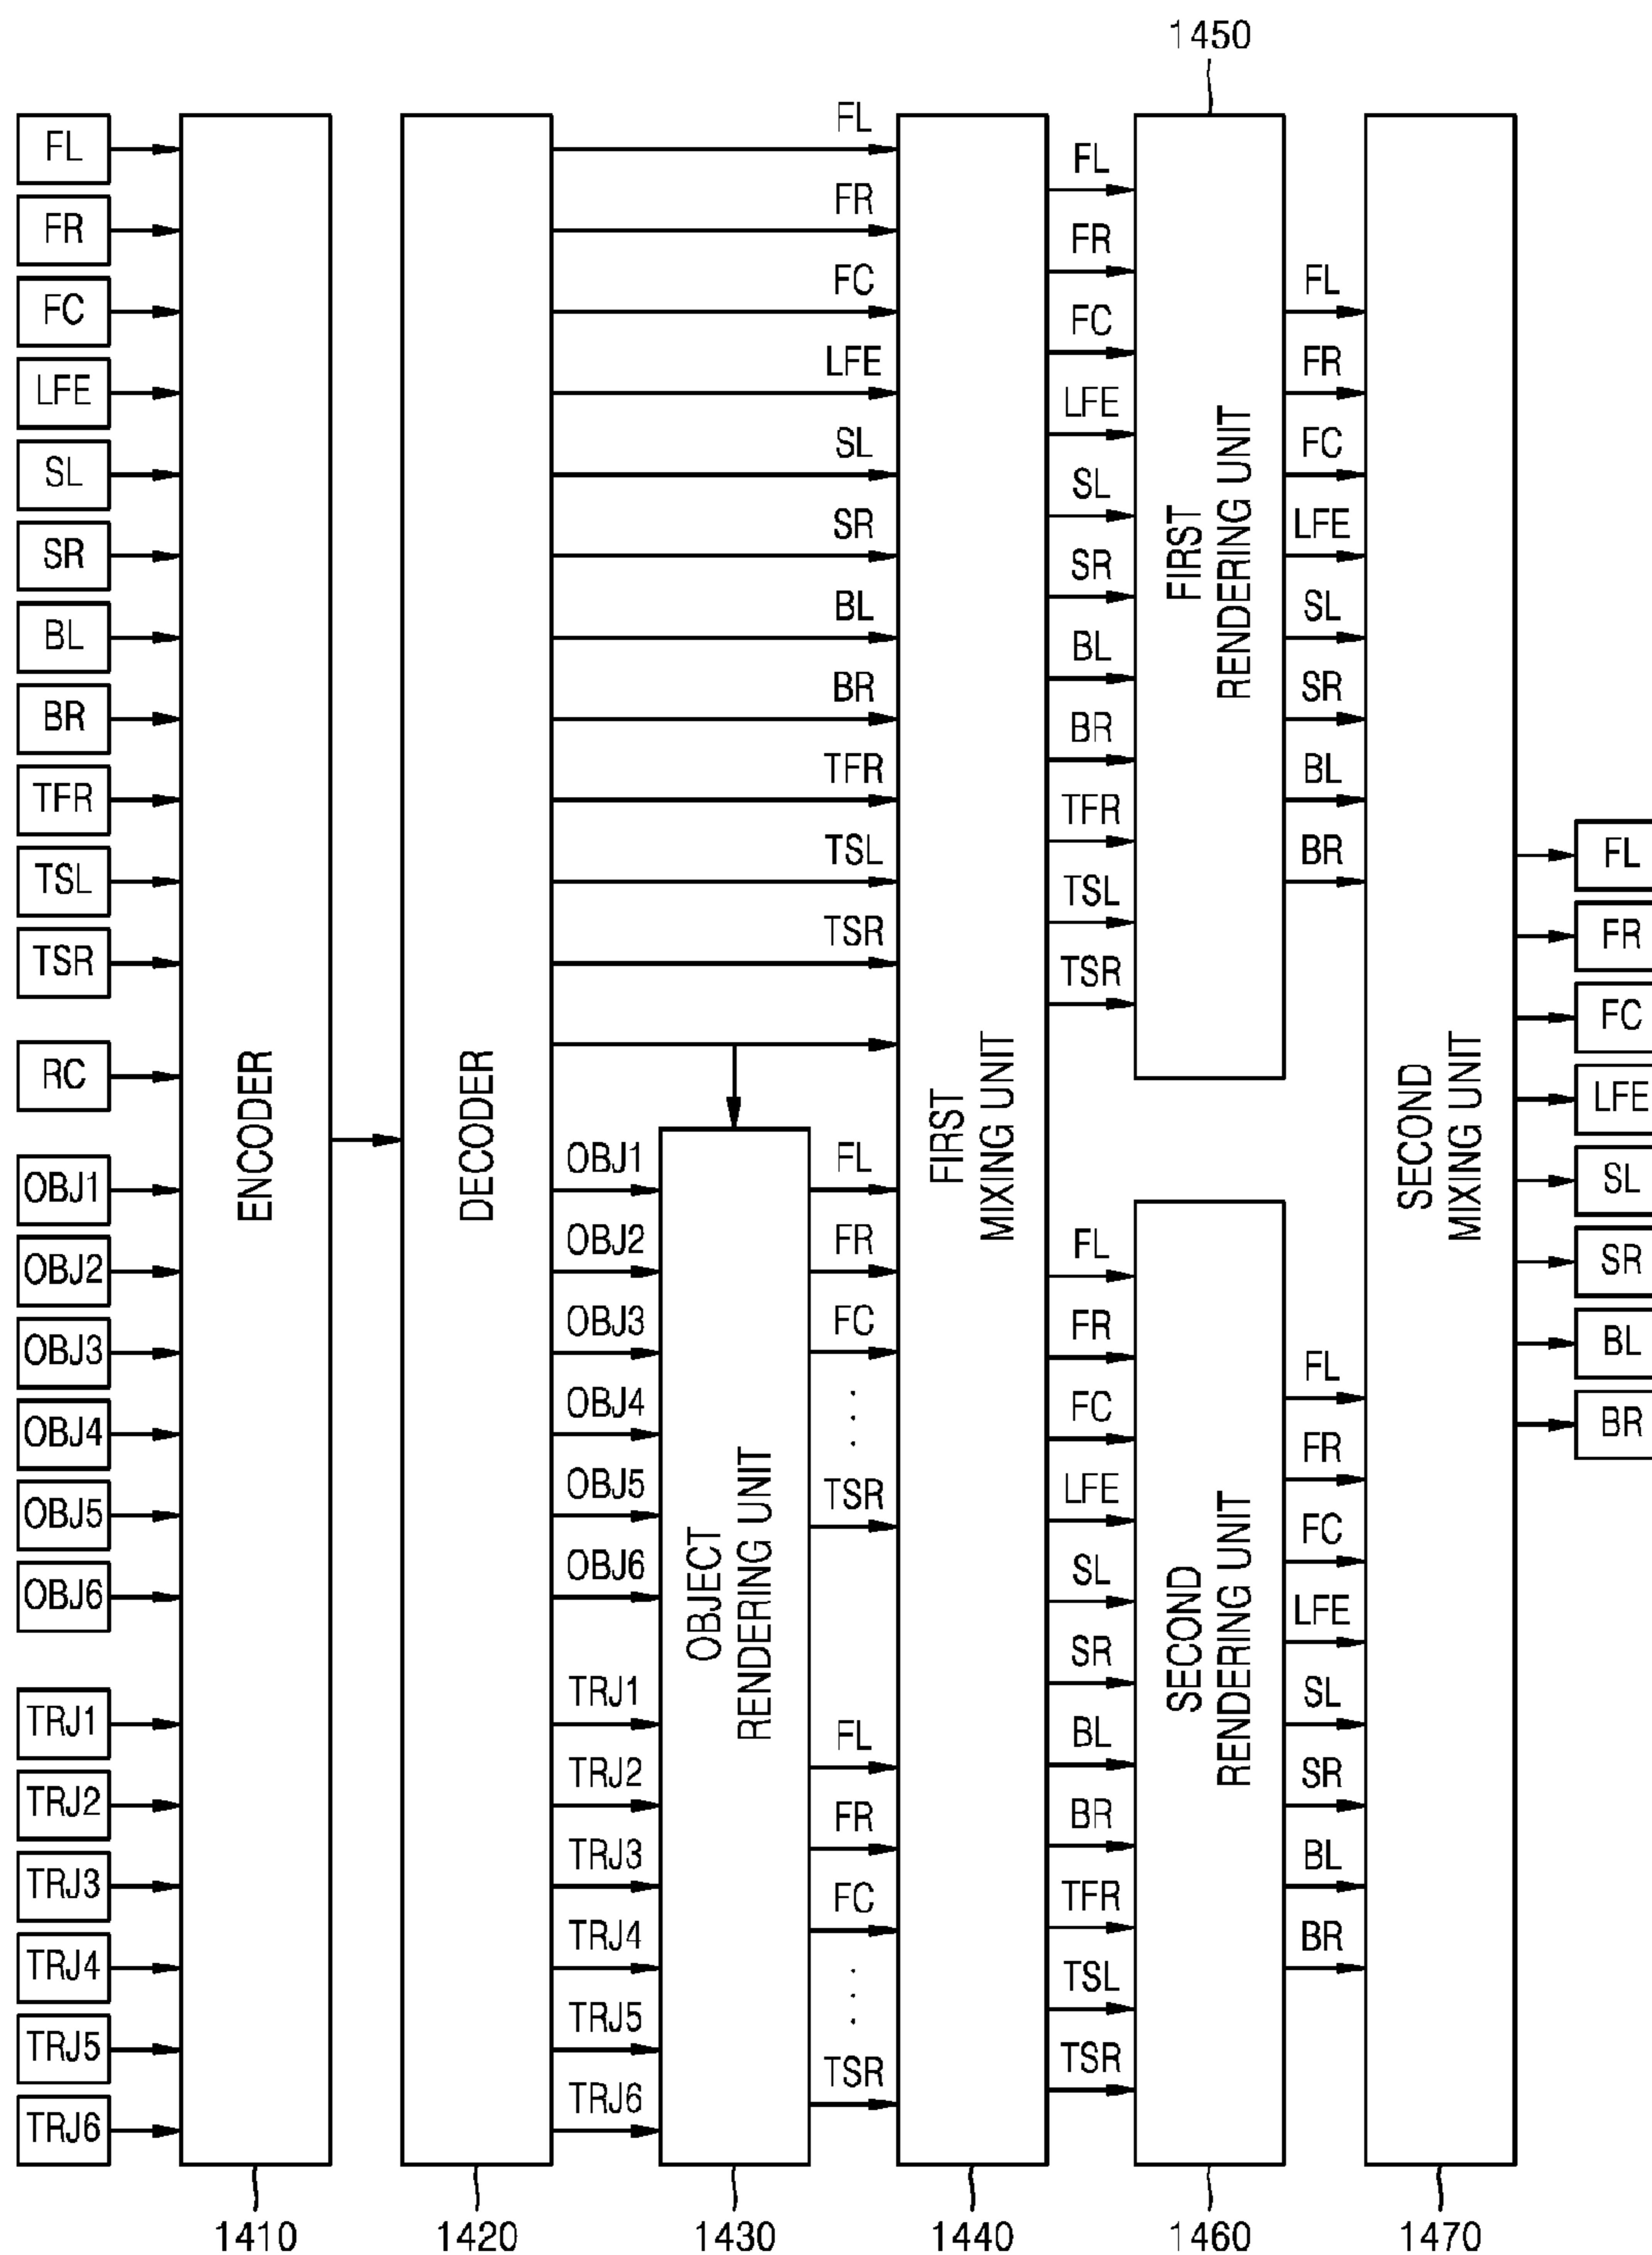 1450
FL
FR
FC
LFE
SL
SR
BL
BR
TFR
TSL
TSR
RC
OBJ1
OBJ2
OBJ3
OBJ4
OBJ5
OBJ6
TRJ1
TRJ2
TRJ3
TRJ4
TRJ5
TRJ6
ENCODER
DECODER
FL
FR
FC
LFE
SL
SR
BL
BR
TFR
TSL
TSR
OBJ1
OBJ2
OBJ3
OBJ4
OBJ5
OBJ6
TRJ1
TRJ2
TRJ3
TRJ4
TRJ5
TRJ6
OBJECT
RENDERING UNIT
FL
FR
FC
TSR
FL
FR
FC
TSR
FIRST
MIXING UNIT
FL
FR
FC
LFE
SL
SR
BL
BR
TFR
TSL
TSR
FL
FR
FC
LFE
SL
SR
BL
BR
TFR
TSL
TSR
FIRST
RENDERING UNIT
SECOND
RENDERING UNIT
FL
FR
FC
LFE
SL
SR
BL
BR
FL
FR
FC
LFE
SL
SR
BL
BR
SECOND
MIXING UNIT
FL
FR
FC
LFE
SL
SR
BL
BR
1410
1420
1430
1440
1460
1470